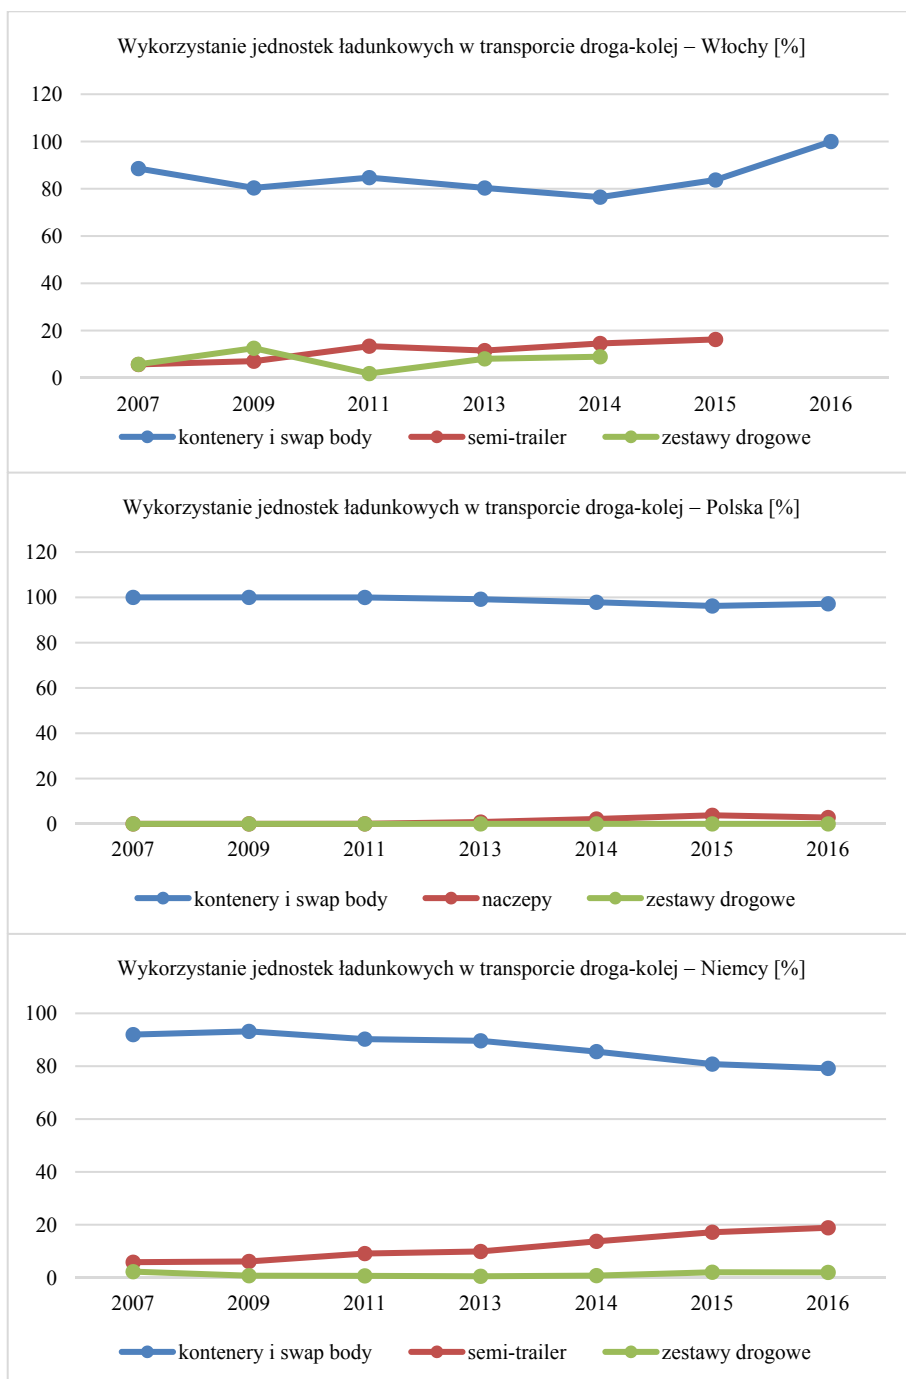 Wykorzystanie jednostek ładunkowych w transporcie droga-kolej – Włochy [%]
120
100
80
60
40
20
0
2007 2009 2011 2013 2014 2015 2016
kontenery i swap body semi-trailer zestawy drogowe
Wykorzystanie jednostek ładunkowych w transporcie droga-kolej – Polska [%]
120
100
80
60
40
20
0
2007 2009 2011 2013 2014 2015 2016
kontenery i swap body naczepy zestawy drogowe
Wykorzystanie jednostek ładunkowych w transporcie droga-kolej – Niemcy [%]
100
80
60
40
20
0
2007 2009 2011 2013 2014 2015 2016
kontenery i swap body semi-trailer zestawy drogowe